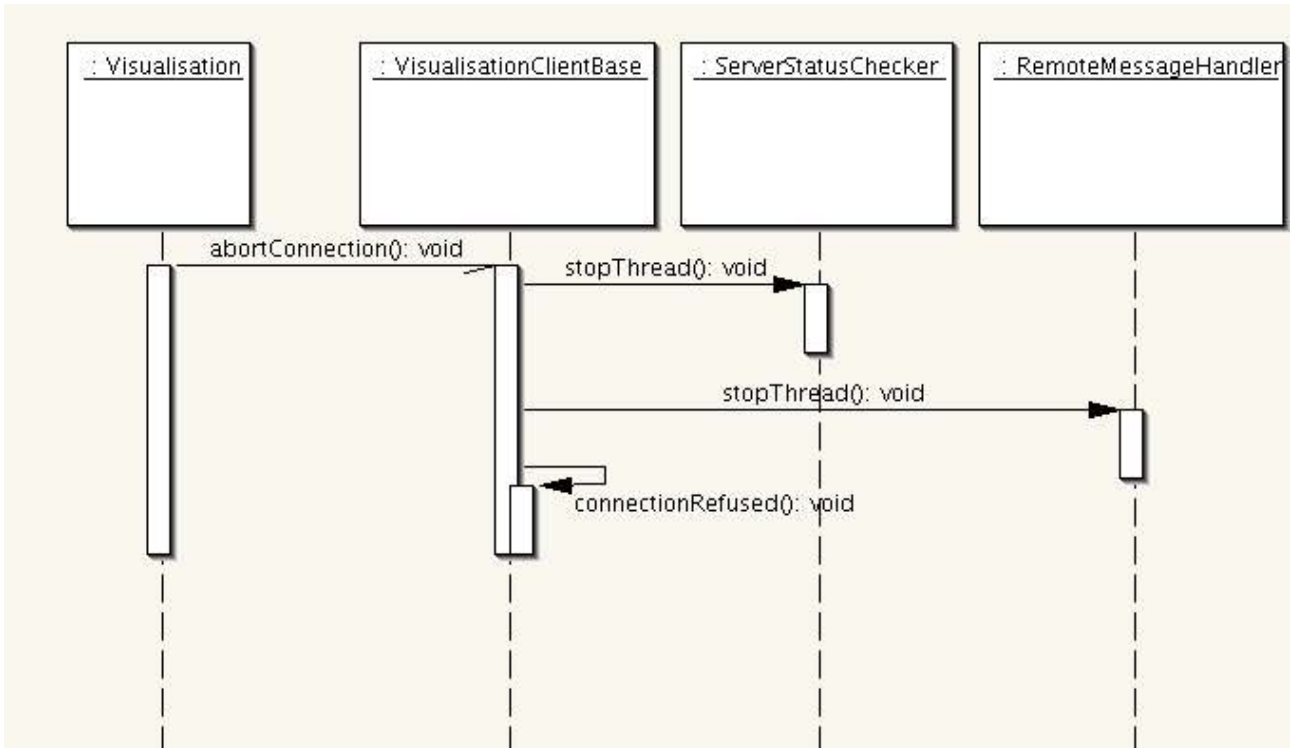 : Visualisation
: VisualisationClientBase
: ServerStatusChecker
: RemoteMessageHandler
abortConnection(): void
stopThread(): void
stopThread(): void
connectionRefused(): void